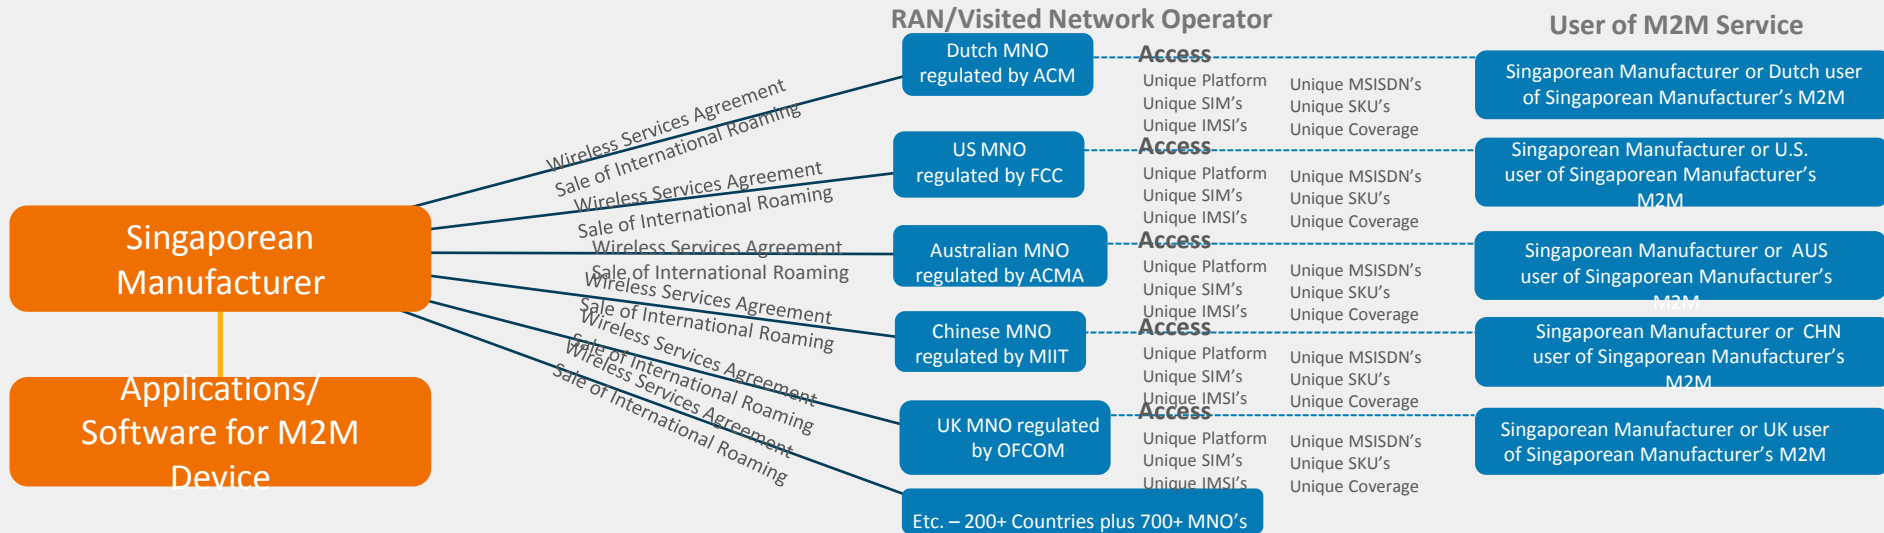 RAN/Visited Network Operator
User of M2M Service
Singaporean
Manufacturer
Applications/
Software for M2M
Device
Wireless Services Agreement
Sale of International Roaming
Dutch MNO
regulated by ACM
Access
Unique Platform
Unique SIM's
Unique IMSI's
Unique MSISDN's
Unique SKU's
Unique Coverage
Singaporean Manufacturer or Dutch user
of Singaporean Manufacturer's M2M
Wireless Services Agreement
Sale of International Roaming
US MNO
regulated by FCC
Access
Unique Platform
Unique SIM's
Unique IMSI's
Unique MSISDN's
Unique SKU's
Unique Coverage
Singaporean Manufacturer or U.S.
user of Singaporean Manufacturer's
M2M
Wireless Services Agreement
Sale of International Roaming
Australian MNO
regulated by ACMA
Access
Unique Platform
Unique SIM's
Unique IMSI's
Unique MSISDN's
Unique SKU's
Unique Coverage
Singaporean Manufacturer or AUS
user of Singaporean Manufacturer's
M2M
Wireless Services Agreement
Sale of International Roaming
Chinese MNO
regulated by MIIT
Access
Unique Platform
Unique SIM's
Unique IMSI's
Unique MSISDN's
Unique SKU's
Unique Coverage
Singaporean Manufacturer or CHN
user of Singaporean Manufacturer's
M2M
Wireless Services Agreement
Sale of International Roaming
UK MNO regulated
by OFCOM
Access
Unique Platform
Unique SIM's
Unique IMSI's
Unique MSISDN's
Unique SKU's
Unique Coverage
Singaporean Manufacturer or UK user
of Singaporean Manufacturer's M2M
Wireless Services Agreement
Sale of International Roaming
Etc. – 200+ Countries plus 700+ MNO's